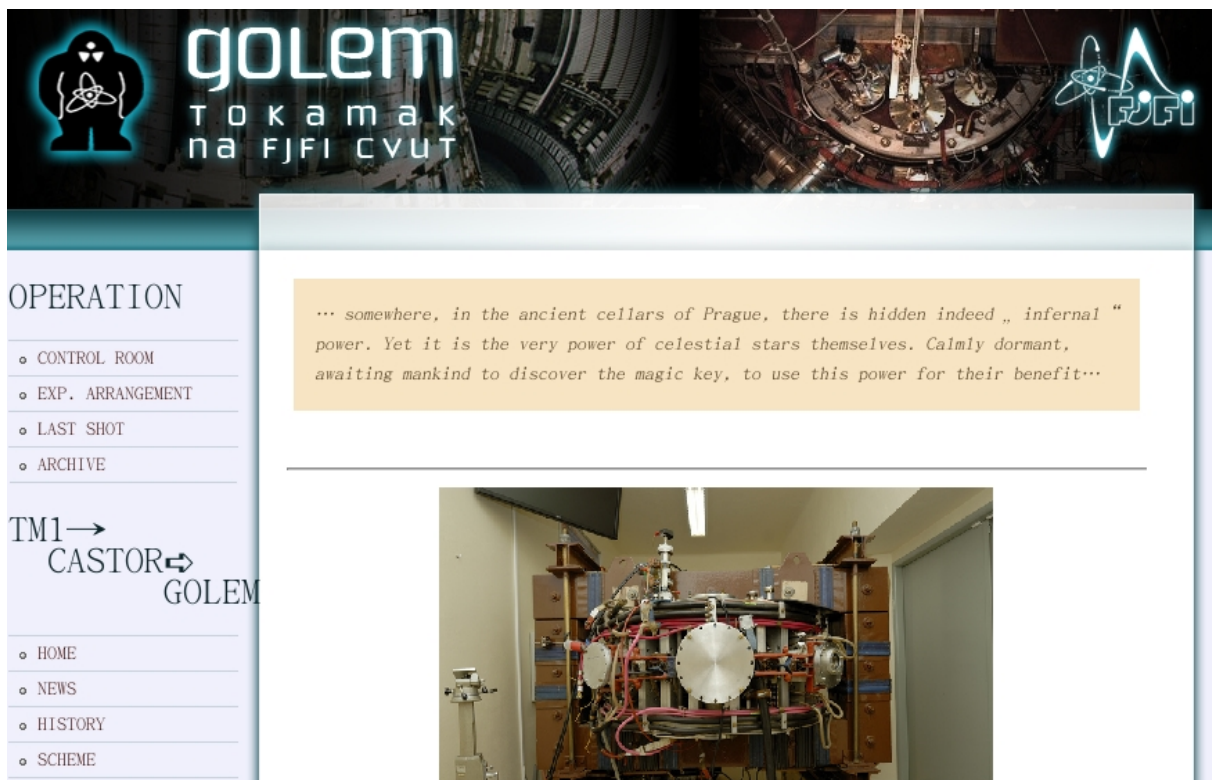 golem
TOKAMAK
na FJFI CVUT
FJFI
OPERATION
CONTROL ROOM
EXP. ARRANGEMENT
LAST SHOT
ARCHIVE
TM1→
CASTOR➪
GOLEM
HOME
NEWS
HISTORY
SCHEME
… somewhere, in the ancient cellars of Prague, there is hidden indeed „ infernal “
power. Yet it is the very power of celestial stars themselves. Calmly dormant,
awaiting mankind to discover the magic key, to use this power for their benefit…